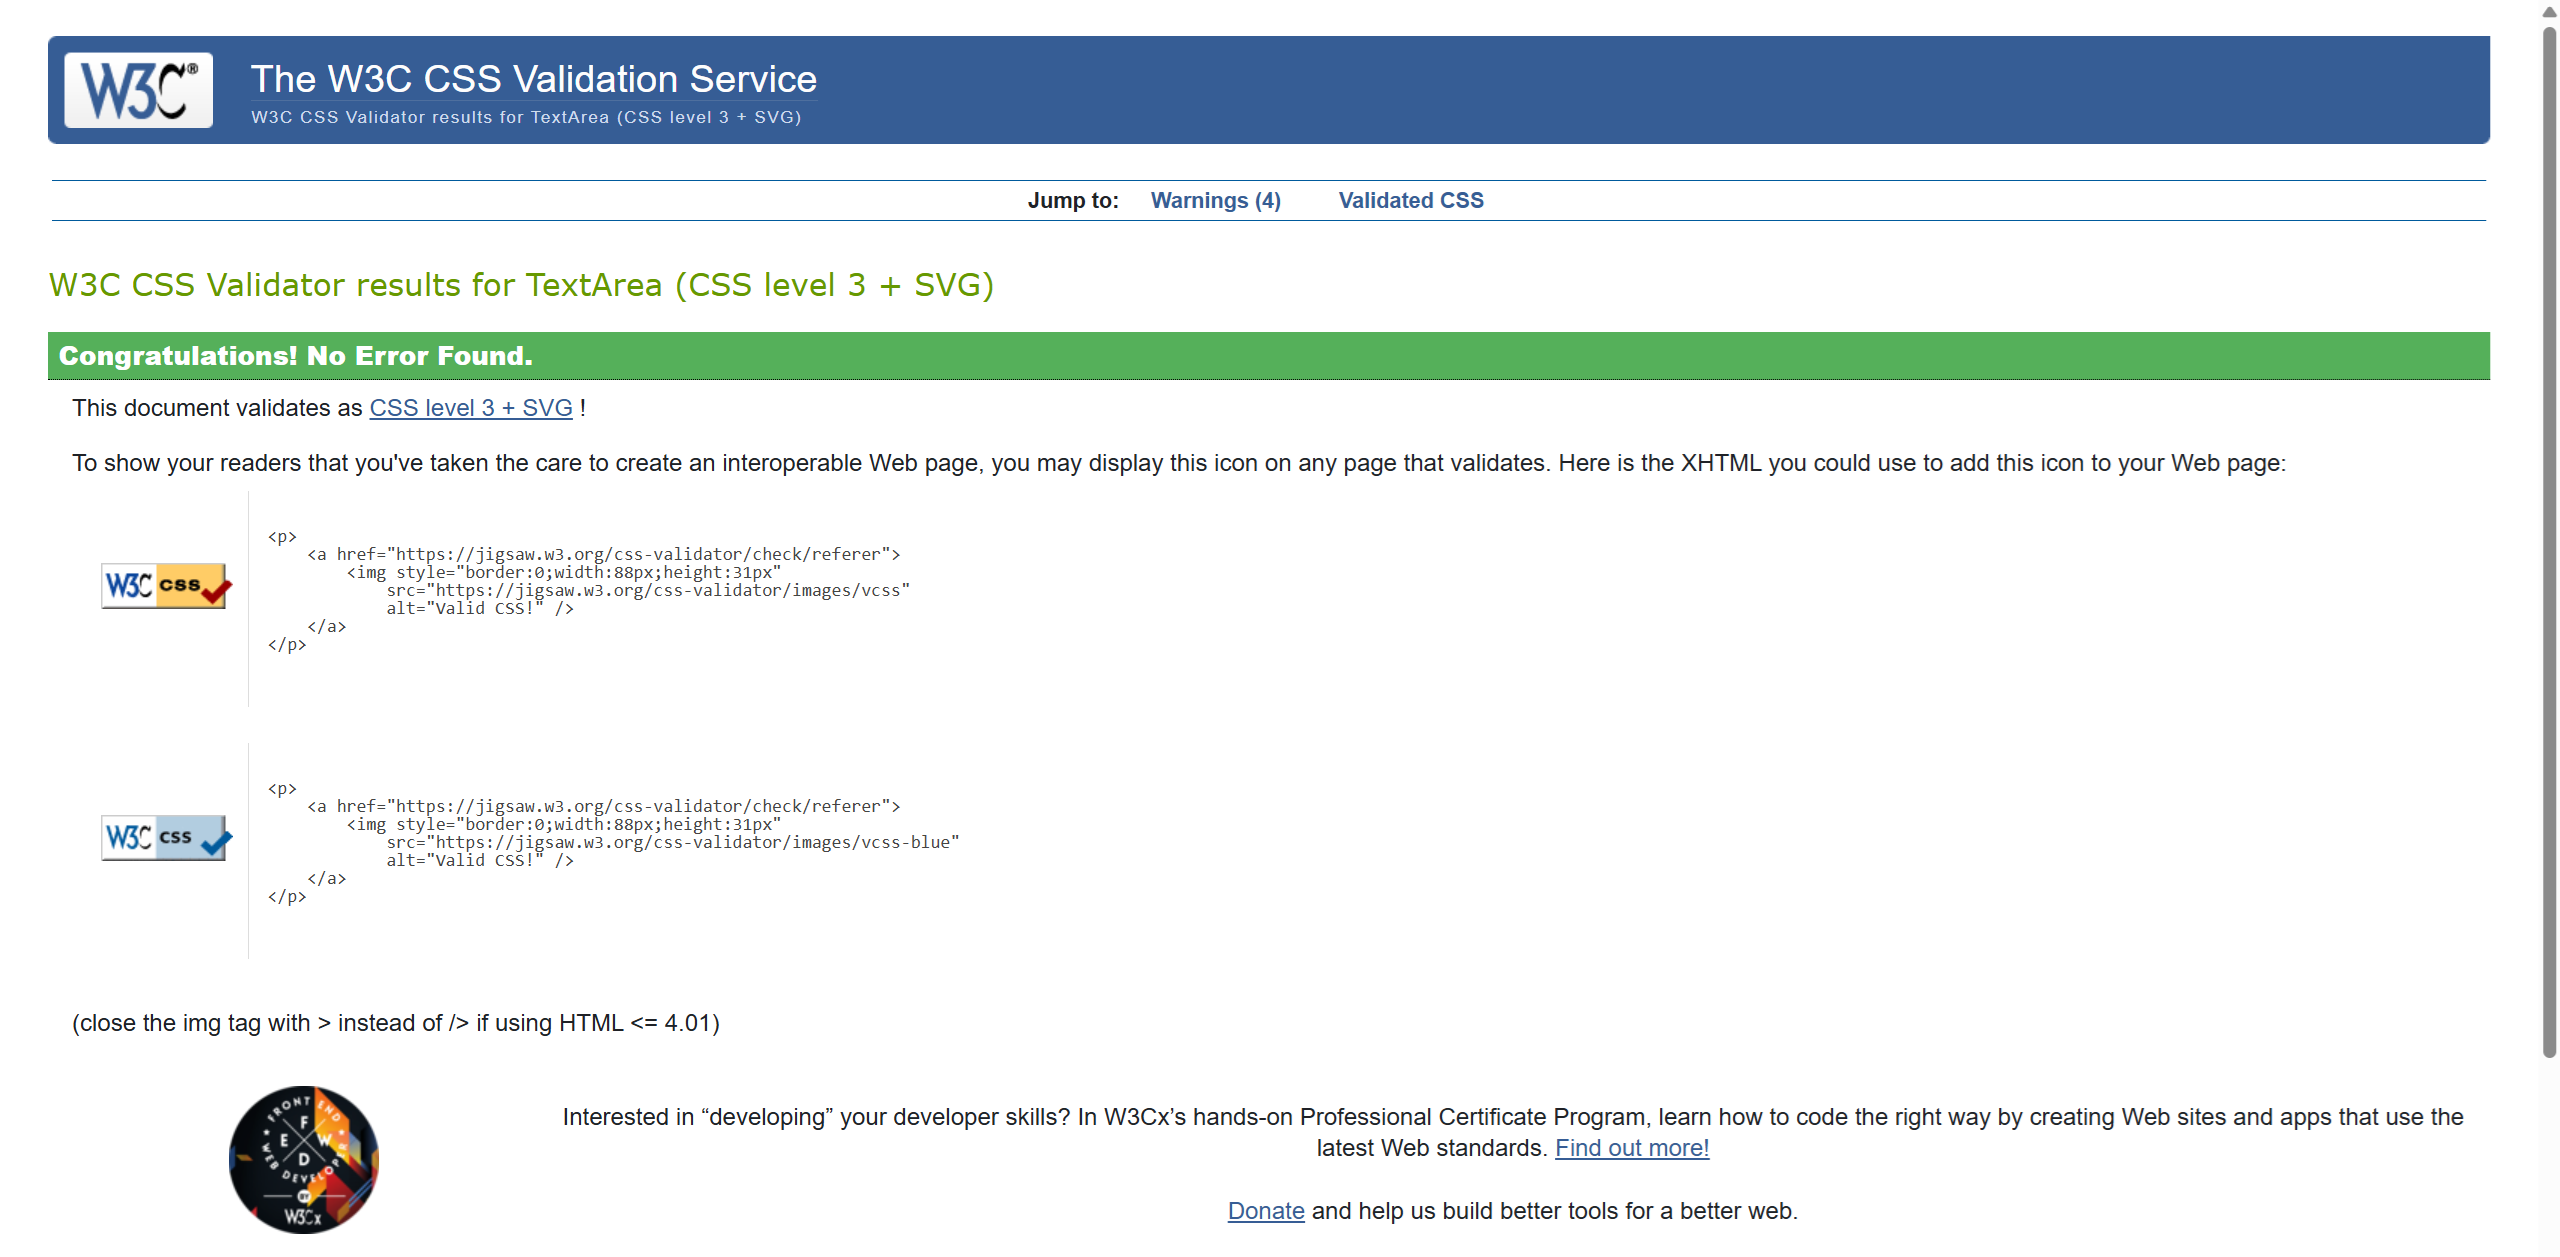 W3C®
The W3C CSS Validation Service
W3C CSS Validator results for TextArea (CSS level 3 + SVG)
Jump to: Warnings (4) Validated CSS
W3C CSS Validator results for TextArea (CSS level 3 + SVG)
Congratulations! No Error Found.
This document validates as CSS level 3 + SVG !
To show your readers that you've taken the care to create an interoperable Web page, you may display this icon on any page that validates. Here is the XHTML you could use to add this icon to your Web page:
W3C css
<p>
    <a href="https://jigsaw.w3.org/css-validator/check/referer">
        <img style="border:0;width:88px;height:31px"
            src="https://jigsaw.w3.org/css-validator/images/vcss"
            alt="Valid CSS!" />
    </a>
</p>
W3C css
<p>
    <a href="https://jigsaw.w3.org/css-validator/check/referer">
        <img style="border:0;width:88px;height:31px"
            src="https://jigsaw.w3.org/css-validator/images/vcss-blue"
            alt="Valid CSS!" />
    </a>
</p>
(close the img tag with > instead of /> if using HTML <= 4.01)
FRONT END
F
E W
D
WEB DEVELOPER
BY
W3Cx
Interested in “developing” your developer skills? In W3Cx’s hands-on Professional Certificate Program, learn how to code the right way by creating Web sites and apps that use the
latest Web standards. Find out more!
Donate and help us build better tools for a better web.